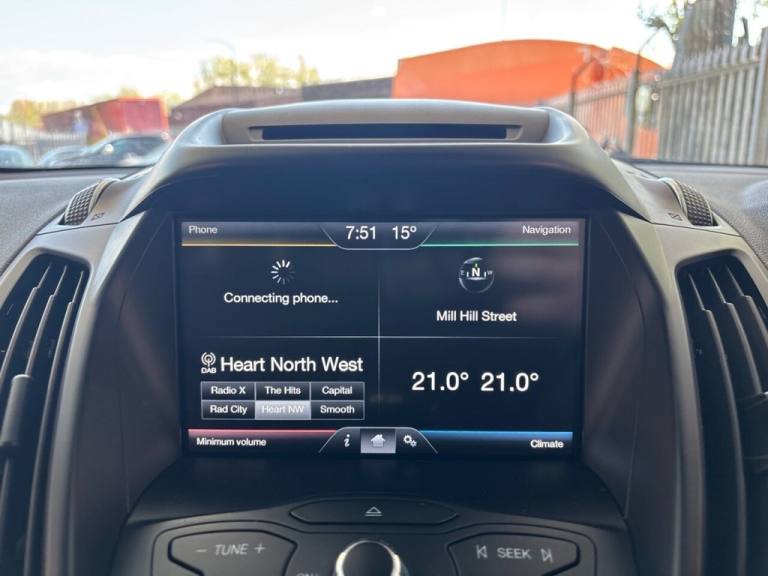 Phone 7:51 15° Navigation
Connecting phone...
E N W
Mill Hill Street
DAB Heart North West
Radio X The Hits Capital
Rad City Heart NW Smooth
21.0° 21.0°
Minimum volume i Climate
– TUNE +
SEEK